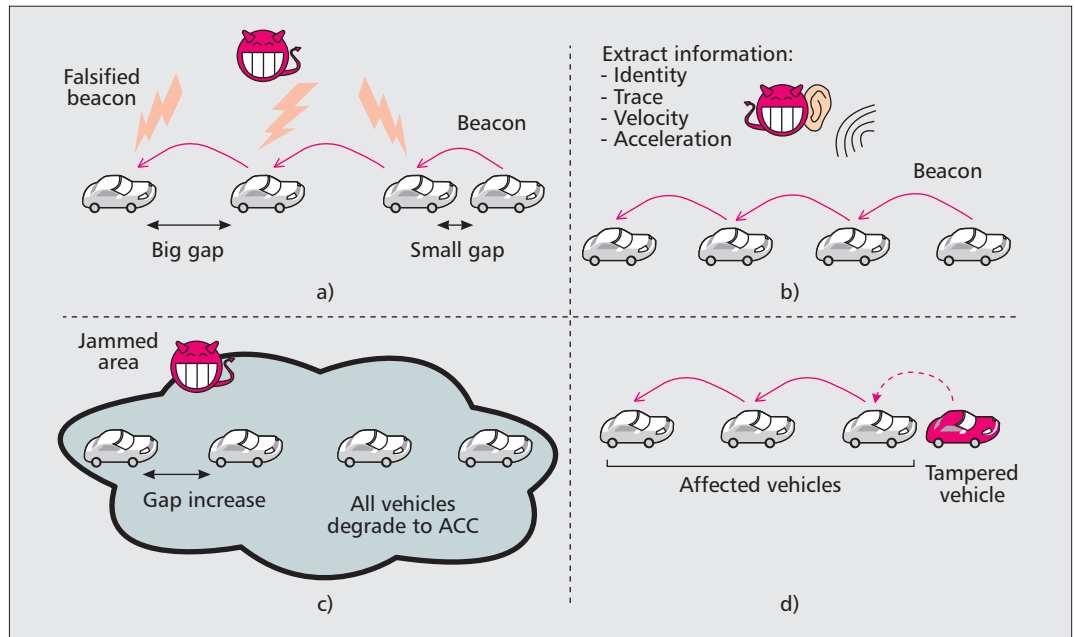 Falsified
beacon
Beacon
Big gap
Small gap
a)
Extract information:
- Identity
- Trace
- Velocity
- Acceleration
Beacon
b)
Jammed
area
Gap increase
All vehicles
degrade to ACC
c)
Affected vehicles
Tampered
vehicle
d)